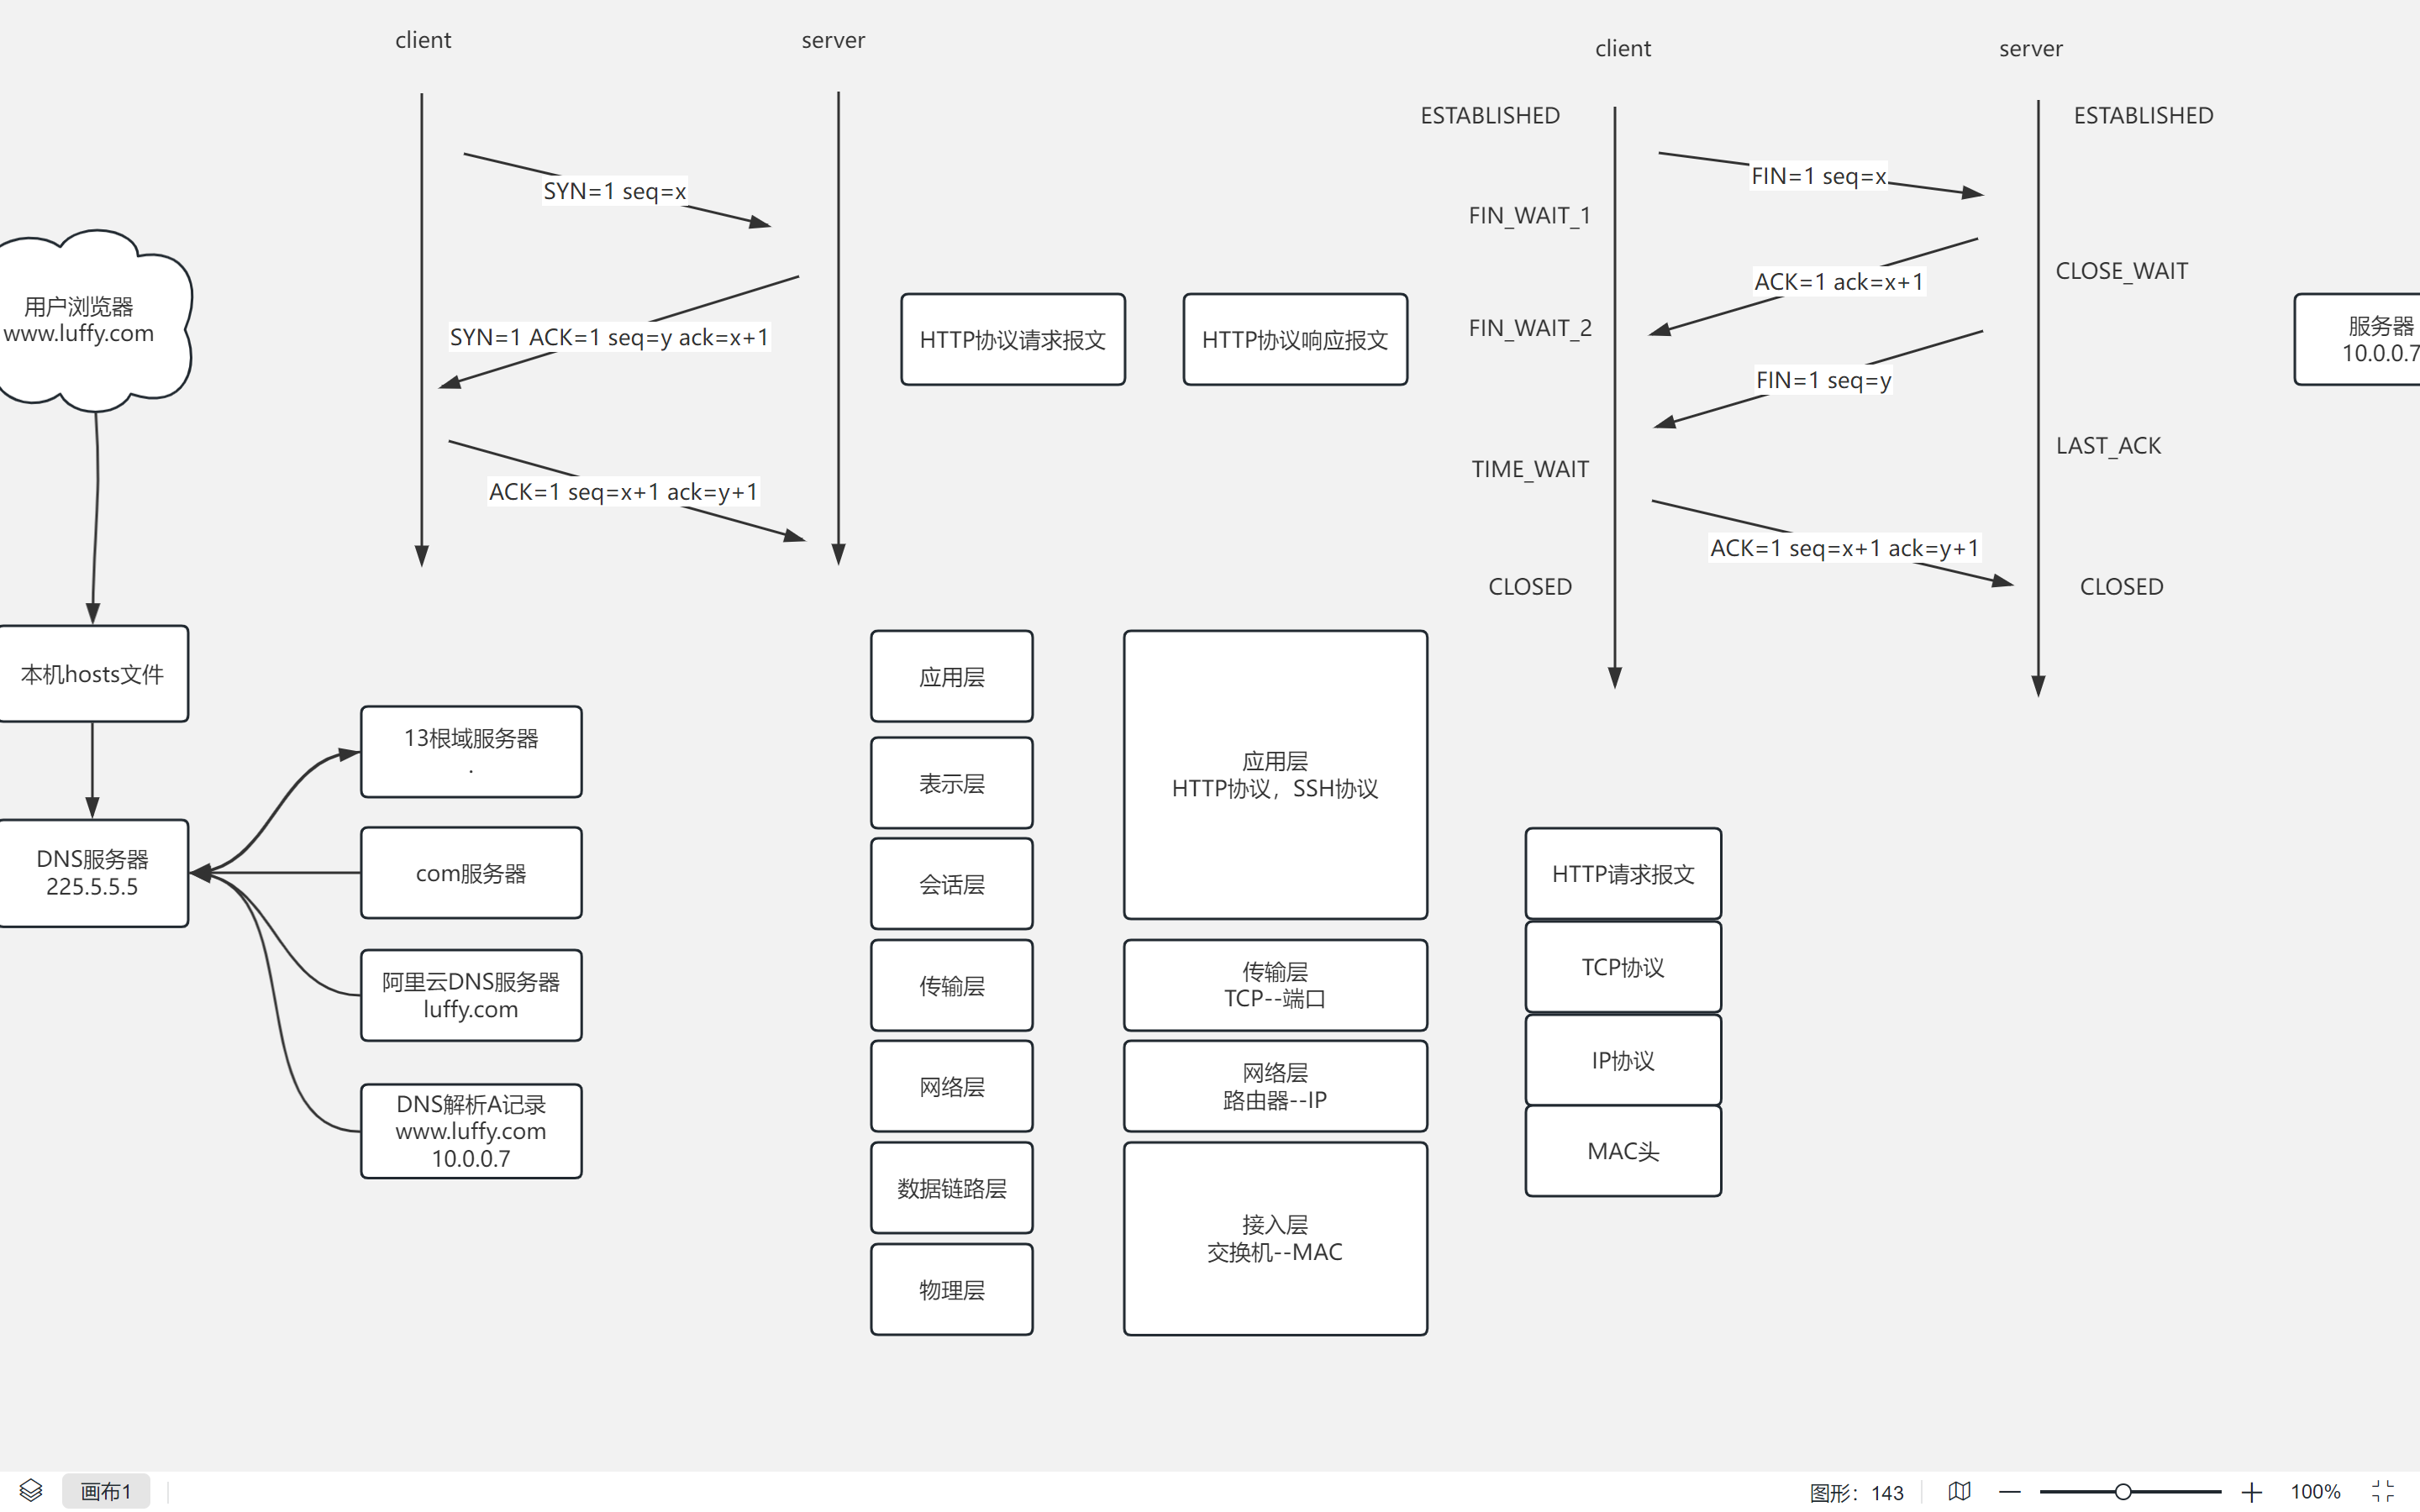 client
server
SYN=1 seq=x
SYN=1 ACK=1 seq=y ack=x+1
ACK=1 seq=x+1 ack=y+1
用户浏览器
www.luffy.com
本机hosts文件
DNS服务器
225.5.5.5
13根域服务器
.
com服务器
阿里云DNS服务器
luffy.com
DNS解析A记录
www.luffy.com
10.0.0.7
HTTP协议请求报文
HTTP协议响应报文
client
server
ESTABLISHED
ESTABLISHED
FIN=1 seq=x
FIN_WAIT_1
CLOSE_WAIT
ACK=1 ack=x+1
FIN_WAIT_2
FIN=1 seq=y
LAST_ACK
TIME_WAIT
ACK=1 seq=x+1 ack=y+1
CLOSED
CLOSED
服务器
10.0.0.7
应用层
表示层
会话层
传输层
网络层
数据链路层
物理层
应用层
HTTP协议，SSH协议
传输层
TCP--端口
网络层
路由器--IP
接入层
交换机--MAC
HTTP请求报文
TCP协议
IP协议
MAC头
画布1
图形：143
100%